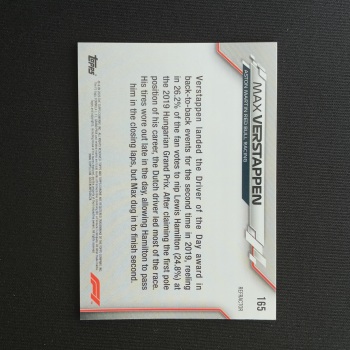 165
REFRACTOR
MAX VERSTAPPEN
ASTON MARTIN RED BULL RACING
Verstappen landed the Driver of the Day award in
back-to-back events for the second time in 2019, reeling
in 26.2% of the fan votes to nip Lewis Hamilton (24.8%) at
the 2019 Hungarian Grand Prix. After claiming the first pole
position of his career, the Dutch driver led most of the race.
His tires wore out late in the day, allowing Hamilton to pass
him in the closing laps, but Max dug in to finish second.
topps
F1